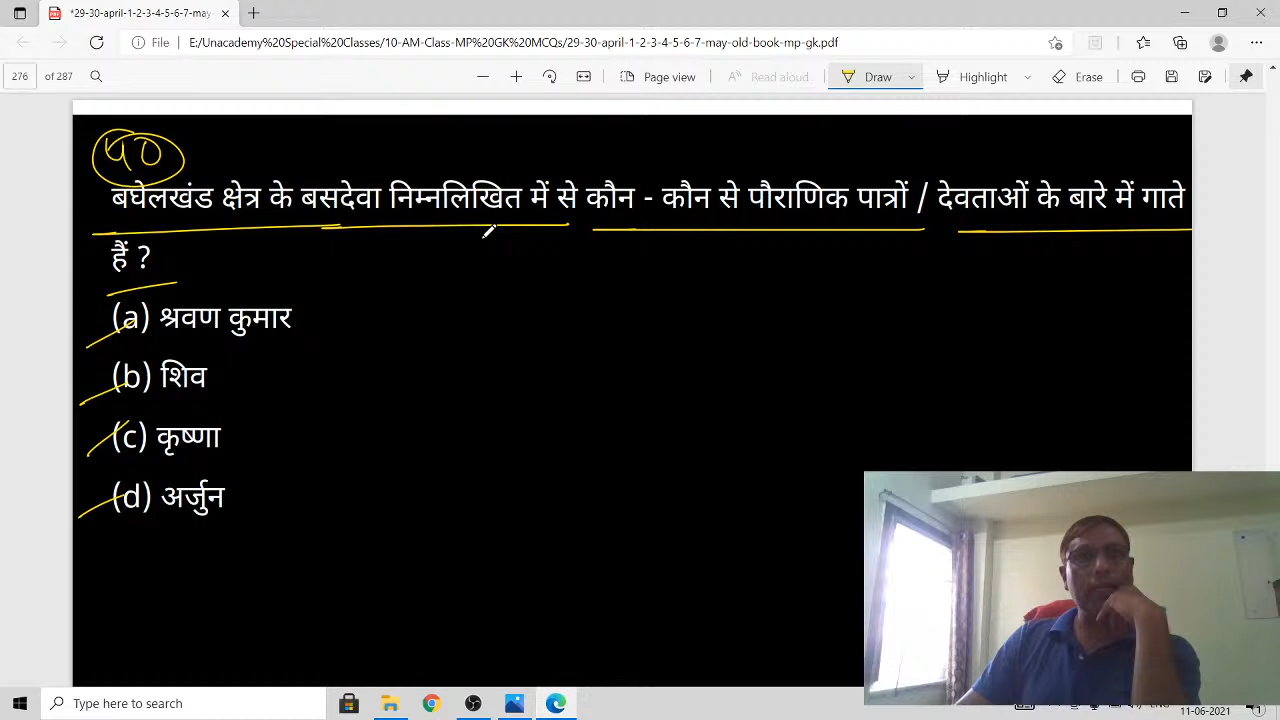 *29-30-april-1-2-3-4-5-6-7-may-
File E:/Unacademy%20Special%20Classes/10-AM-Class-MP%20GK%20MCQs/29-30-april-1-2-3-4-5-6-7-may-old-book-mp-gk.pdf
276 of 287 Page view Read aloud Draw Highlight Erase
40
बघेलखंड क्षेत्र के बसदेवा निम्नलिखित में से कौन - कौन से पौराणिक पात्रों / देवताओं के बारे में गाते
हैं ?
(a) श्रवण कुमार
(b) शिव
(c) कृष्णा
(d) अर्जुन
Type here to search
11-06-2021